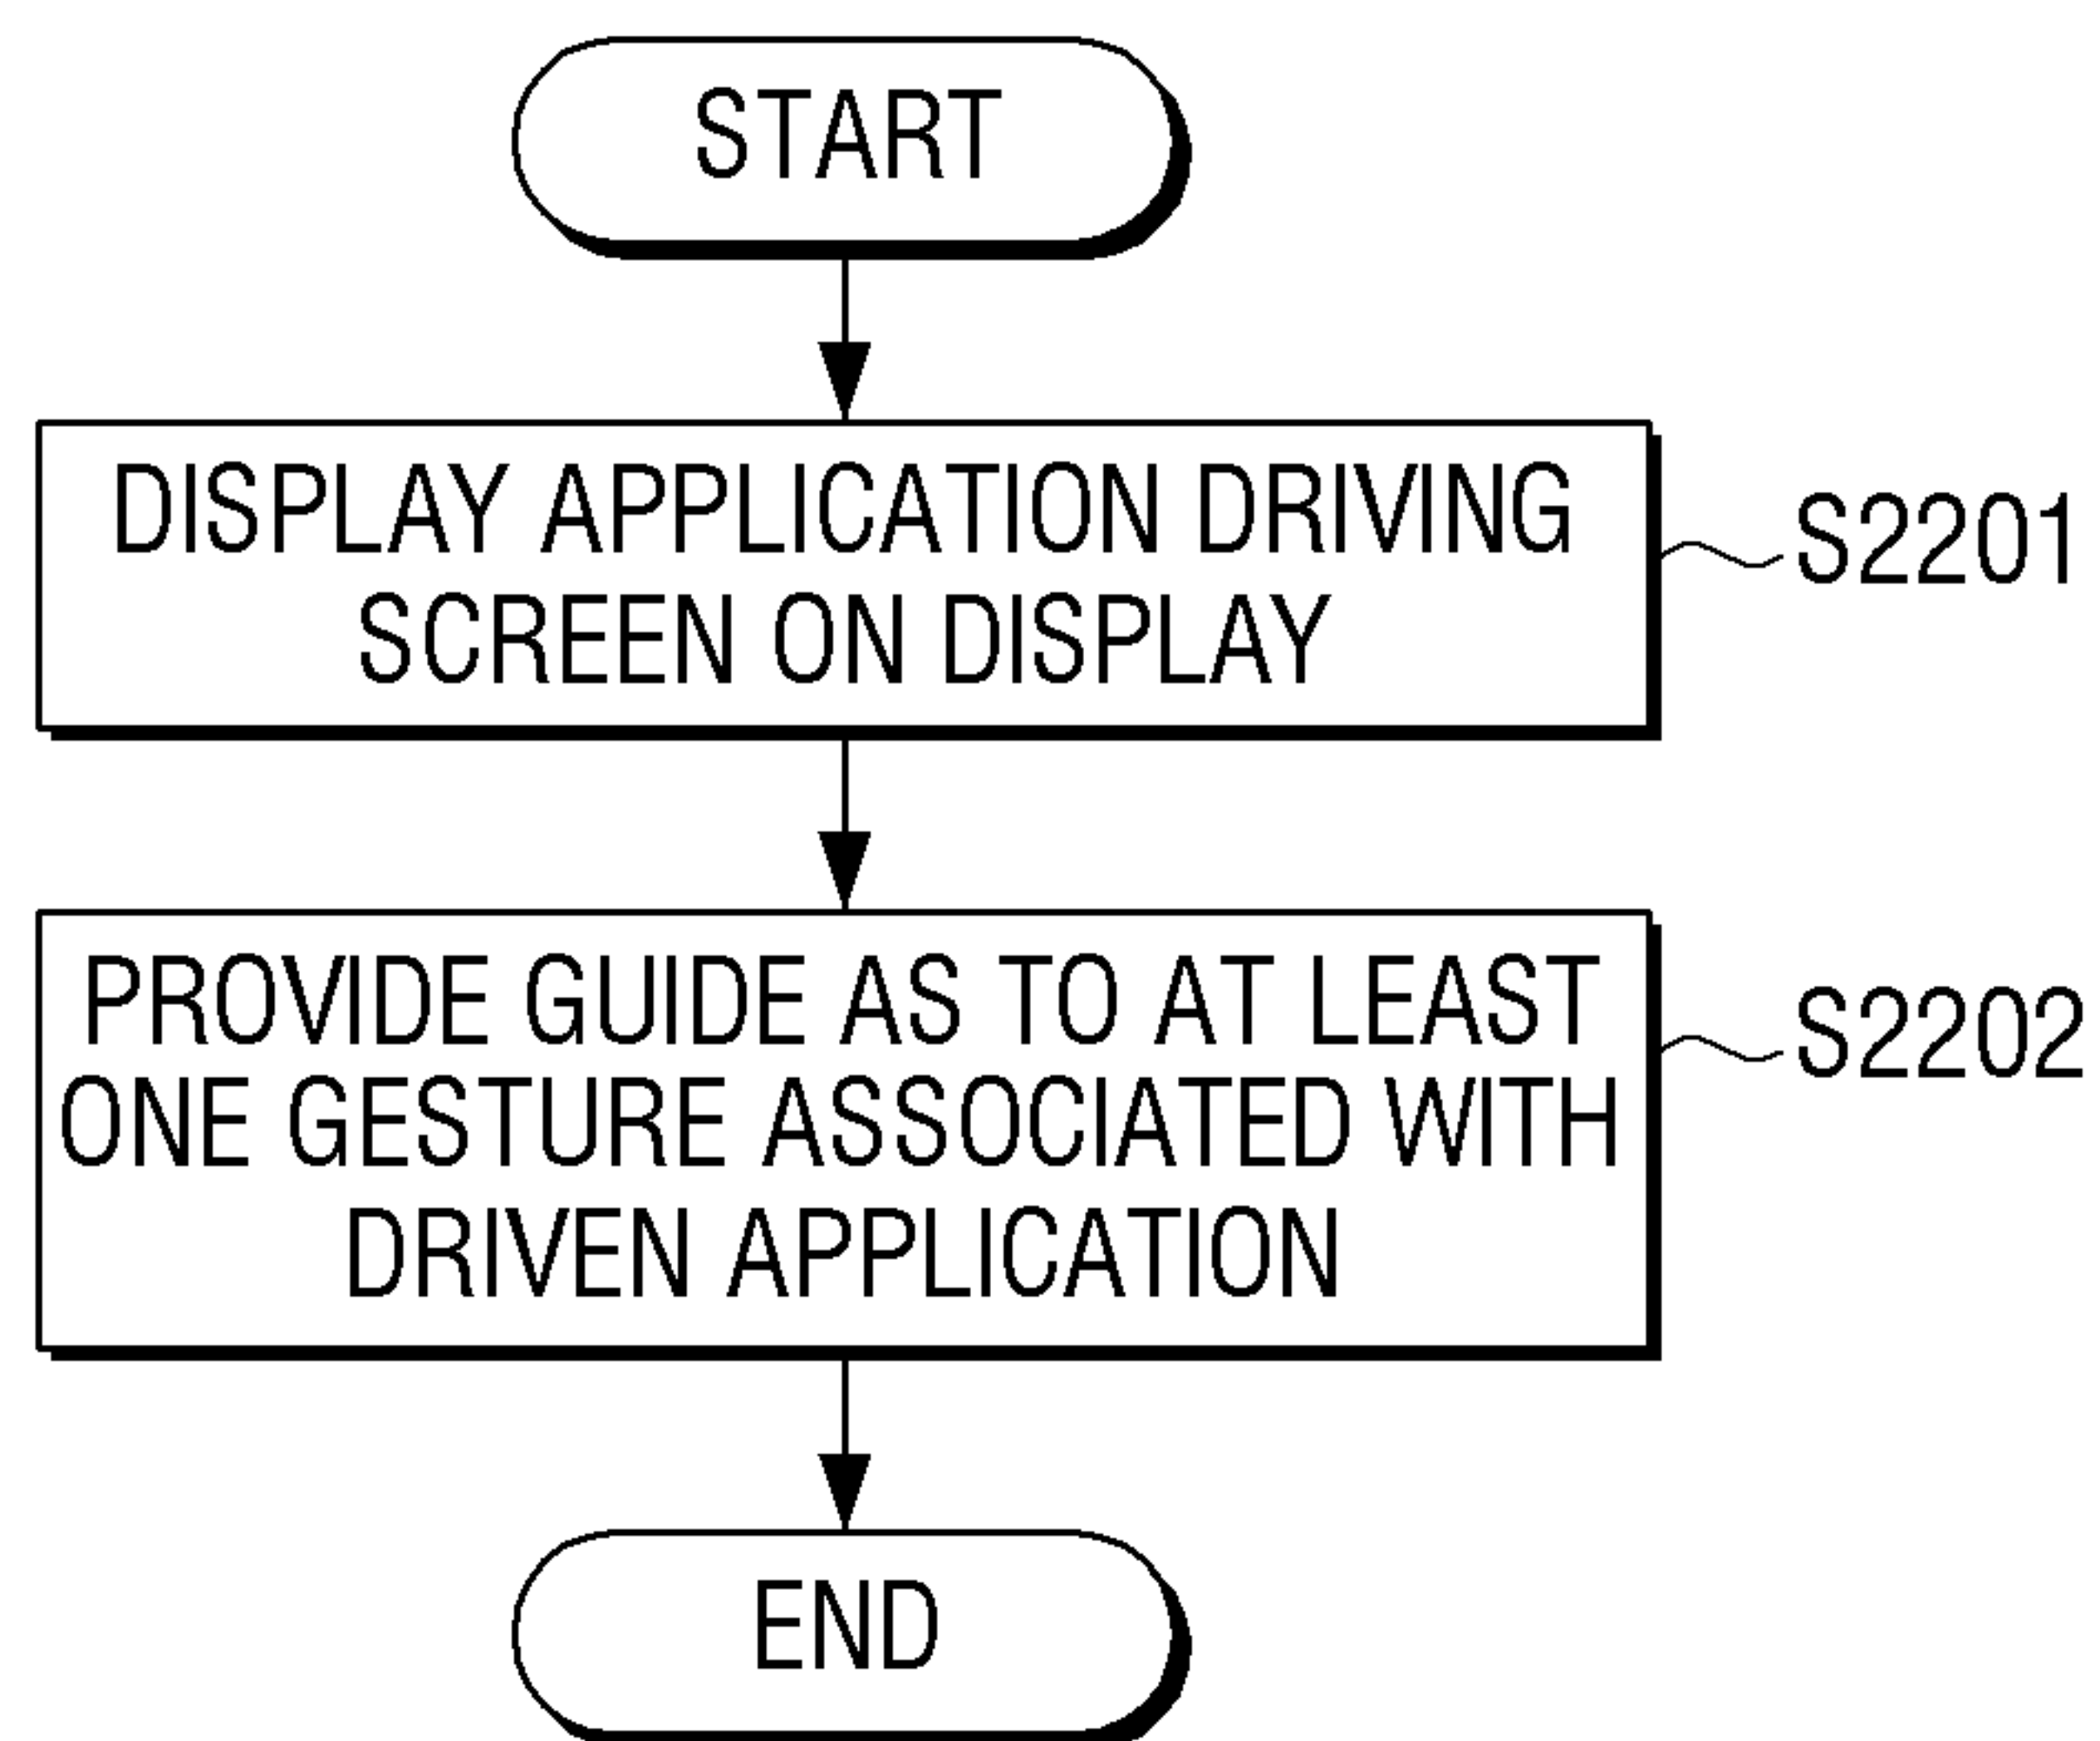 START
DISPLAY APPLICATION DRIVING
SCREEN ON DISPLAY
S2201
PROVIDE GUIDE AS TO AT LEAST
ONE GESTURE ASSOCIATED WITH
DRIVEN APPLICATION
S2202
END